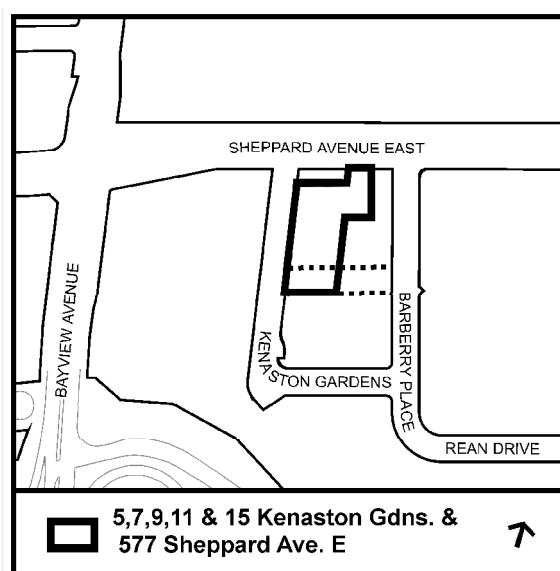 SHEPPARD AVENUE EAST
BAYVIEW AVENUE
KENASTON GARDENS
BARBERRY PLACE
REAN DRIVE
5,7,9,11 & 15 Kenaston Gdns. &
577 Sheppard Ave. E